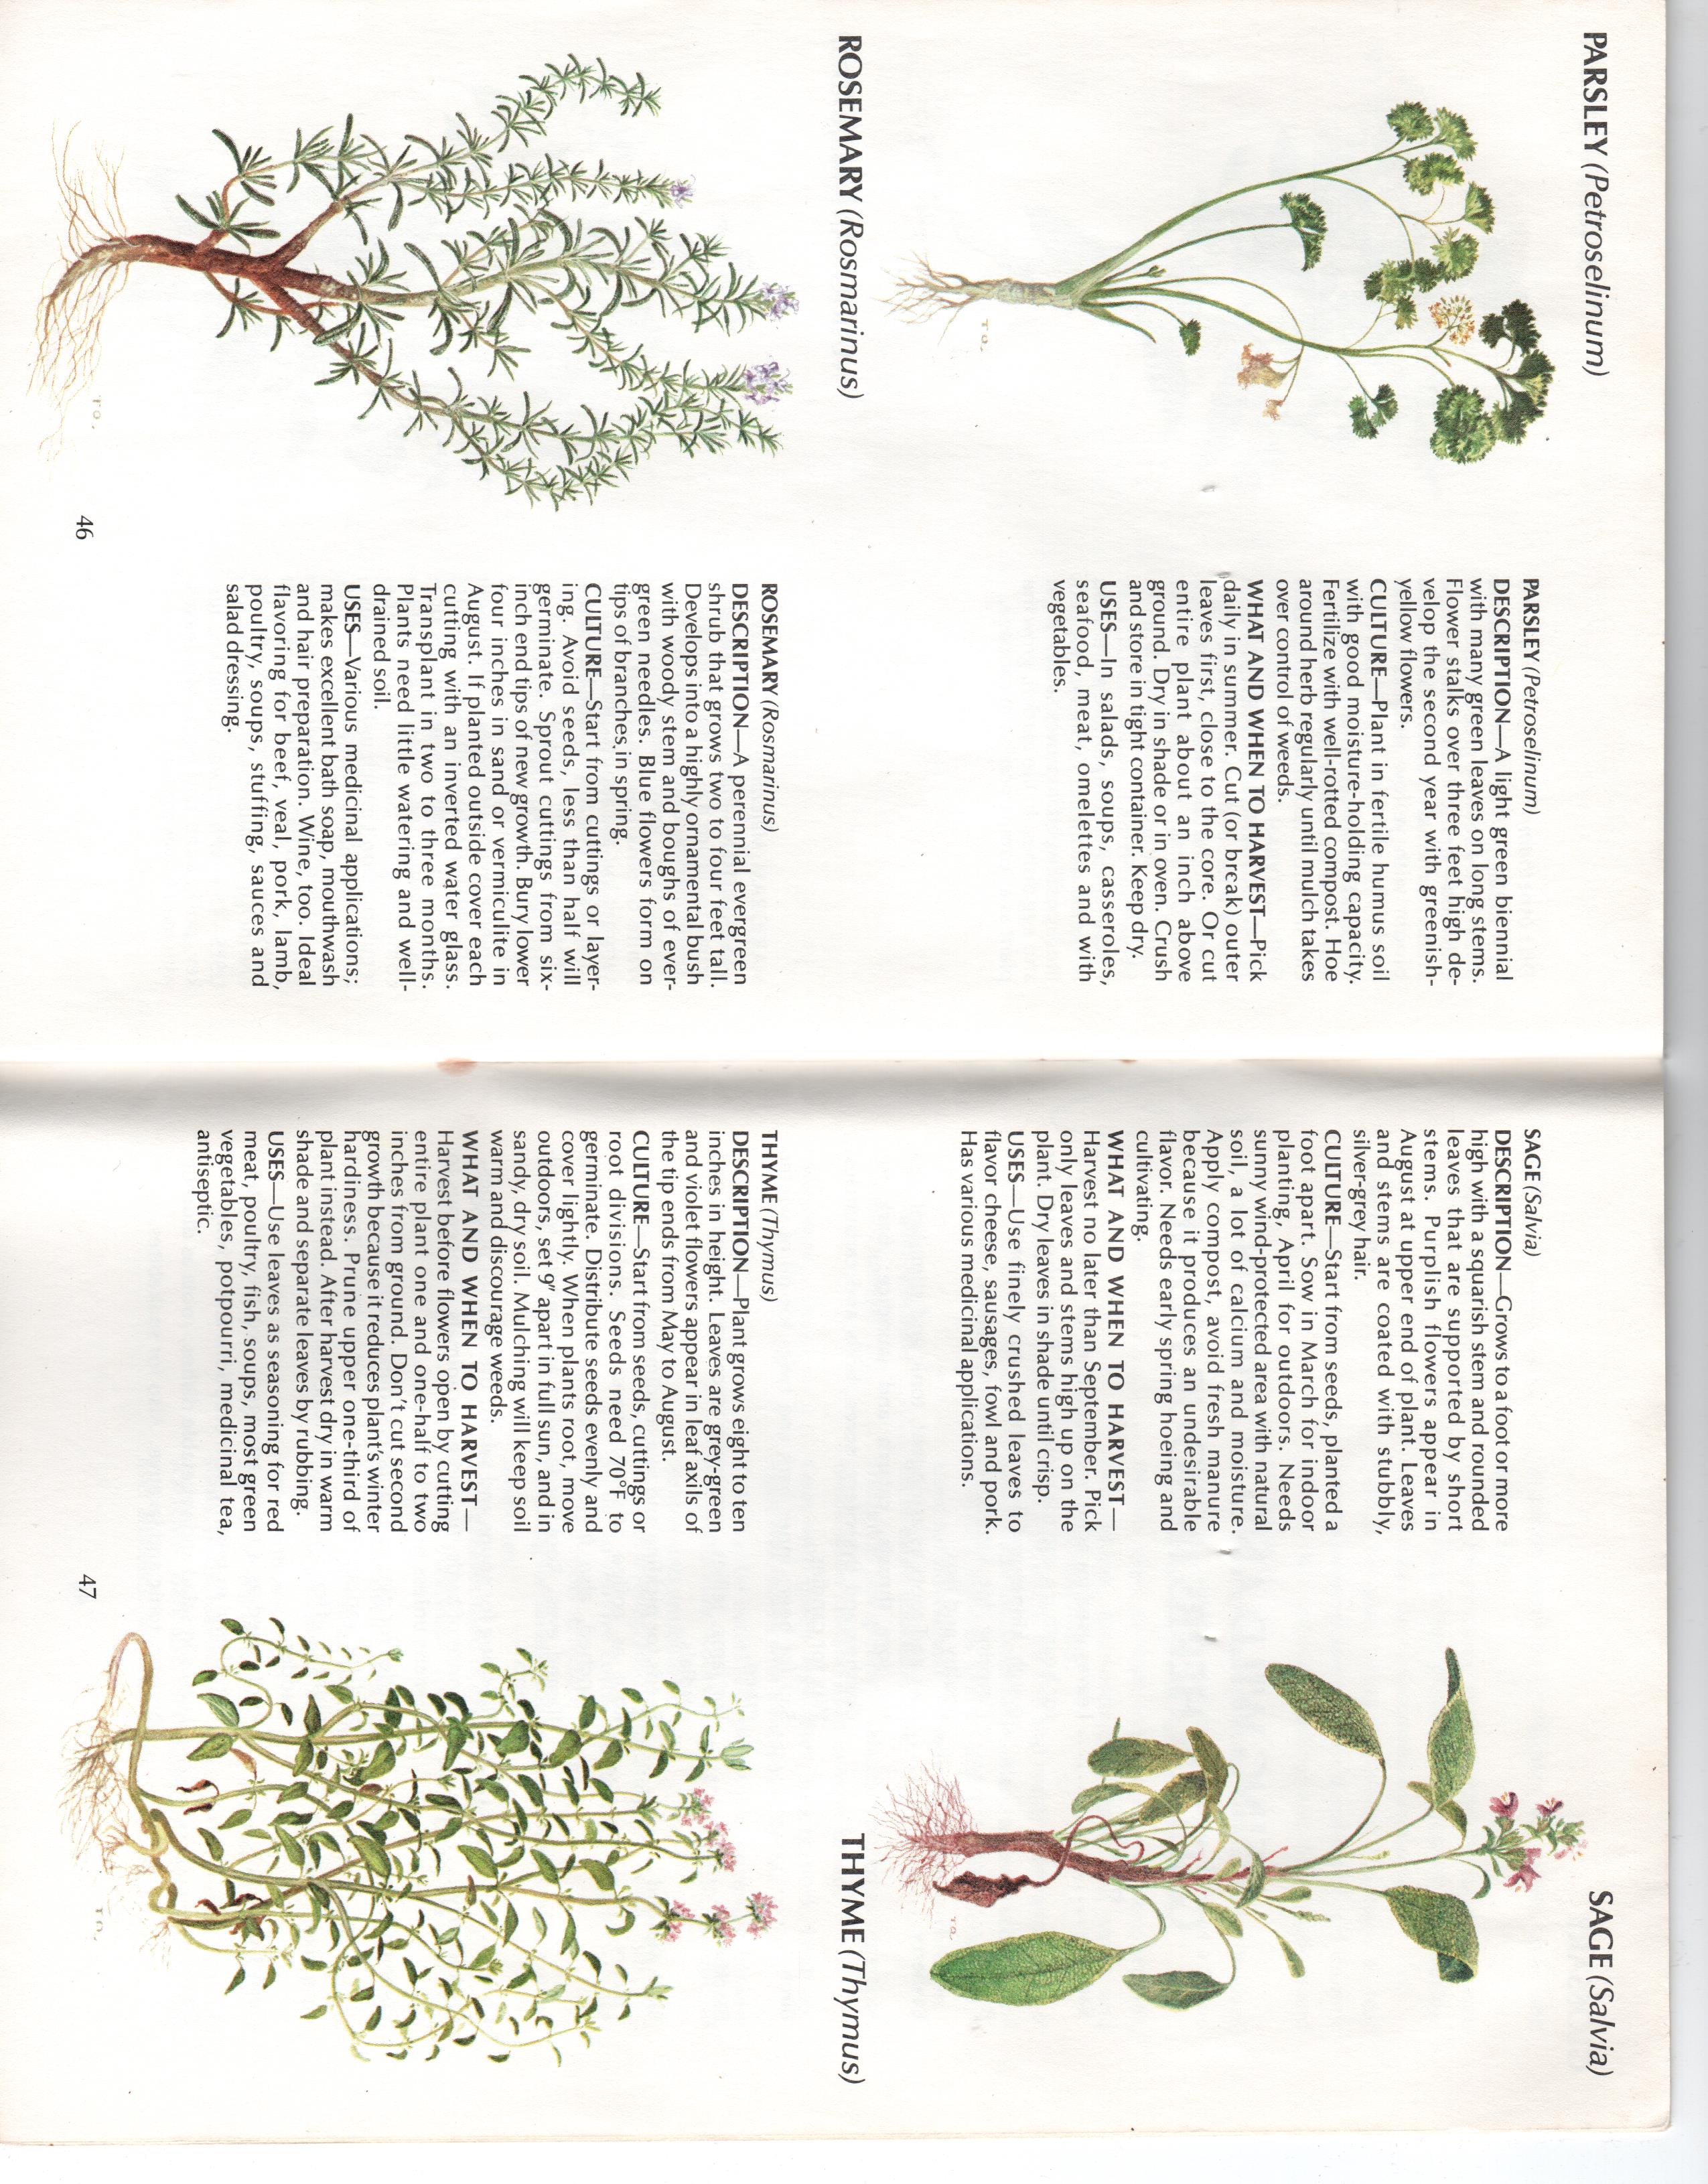 PARSLEY (Petroselinum)
PARSLEY (Petroselinum)
DESCRIPTION—A light green biennial
with many green leaves on long stems.
Flower stalks over three feet high de-
velop the second year with greenish-
yellow flowers.
CULTURE—Plant in fertile humus soil
with good moisture-holding capacity.
Fertilize with well-rotted compost. Hoe
around herb regularly until mulch takes
over control of weeds.
WHAT AND WHEN TO HARVEST—Pick
daily in summer. Cut (or break) outer
leaves first, close to the core. Or cut
entire plant about an inch above
ground. Dry in shade or in oven. Crush
and store in tight container. Keep dry.
USES—In salads, soups, casseroles,
seafood, meat, omelettes and with
vegetables.
TO.
ROSEMARY (Rosmarinus)
ROSEMARY (Rosmarinus)
DESCRIPTION—A perennial evergreen
shrub that grows two to four feet tall.
Develops into a highly ornamental bush
with woody stem and boughs of ever-
green needles. Blue flowers form on
tips of branches in spring.
CULTURE—Start from cuttings or layer-
ing. Avoid seeds, less than half will
germinate. Sprout cuttings from six-
inch end tips of new growth. Bury lower
four inches in sand or vermiculite in
August. If planted outside cover each
cutting with an inverted water glass.
Transplant in two to three months.
Plants need little watering and well-
drained soil.
USES—Various medicinal applications;
makes excellent bath soap, mouthwash
and hair preparation. Wine, too. Ideal
flavoring for beef, veal, pork, lamb,
poultry, soups, stuffing, sauces and
salad dressing.
TO.
46
SAGE (Salvia)
SAGE (Salvia)
DESCRIPTION—Grows to a foot or more
high with a squarish stem and rounded
leaves that are supported by short
stems. Purplish flowers appear in
August at upper end of plant. Leaves
and stems are coated with stubbly,
silver-grey hair.
CULTURE—Start from seeds, planted a
foot apart. Sow in March for indoor
planting, April for outdoors. Needs
sunny wind-protected area with natural
soil, a lot of calcium and moisture.
Apply compost, avoid fresh manure
because it produces an undesirable
flavor. Needs early spring hoeing and
cultivating.
WHAT AND WHEN TO HARVEST—
Harvest no later than September. Pick
only leaves and stems high up on the
plant. Dry leaves in shade until crisp.
USES—Use finely crushed leaves to
flavor cheese, sausages, fowl and pork.
Has various medicinal applications.
TO
THYME (Thymus)
THYME (Thymus)
DESCRIPTION—Plant grows eight to ten
inches in height. Leaves are grey-green
and violet flowers appear in leaf axils of
the tip ends from May to August.
CULTURE—Start from seeds, cuttings or
root divisions. Seeds need 70°F to
germinate. Distribute seeds evenly and
cover lightly. When plants root, move
outdoors, set 9″ apart in full sun, and in
sandy, dry soil. Mulching will keep soil
warm and discourage weeds.
WHAT AND WHEN TO HARVEST—
Harvest before flowers open by cutting
entire plant one and one-half to two
inches from ground. Don't cut second
growth because it reduces plant's winter
hardiness. Prune upper one-third of
plant instead. After harvest dry in warm
shade and separate leaves by rubbing.
USES—Use leaves as seasoning for red
meat, poultry, fish, soups, most green
vegetables, potpourri, medicinal tea,
antiseptic.
TO.
47